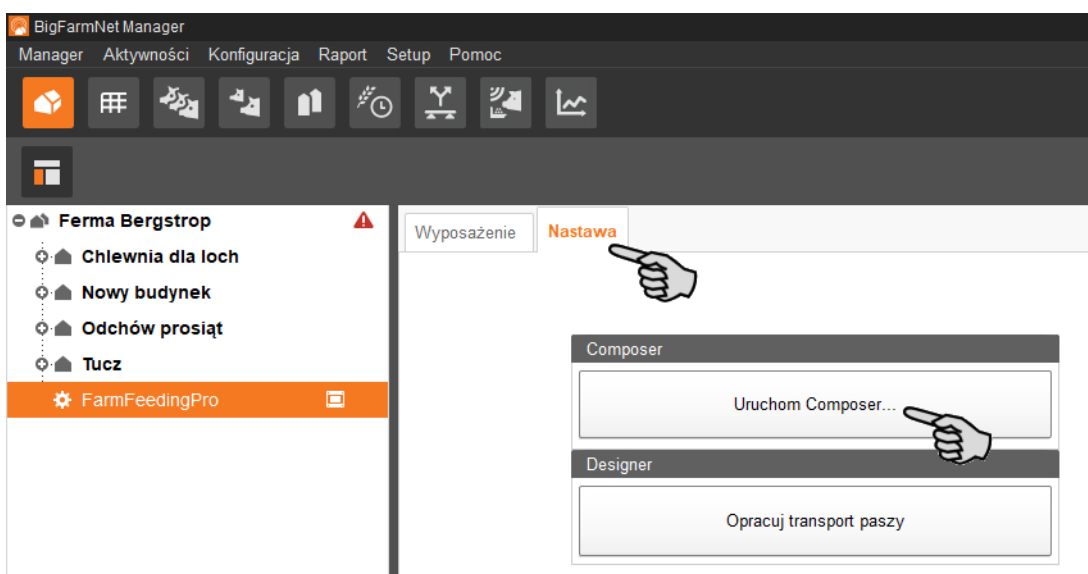 BigFarmNet Manager
Manager Aktywności Konfiguracja Raport Setup Pomoc
Ferma Bergstrop
Chlewnia dla loch
Nowy budynek
Odchów prosiąt
Tucz
FarmFeedingPro
Wyposażenie Nastawa
Composer
Uruchom Composer...
Designer
Opracuj transport paszy